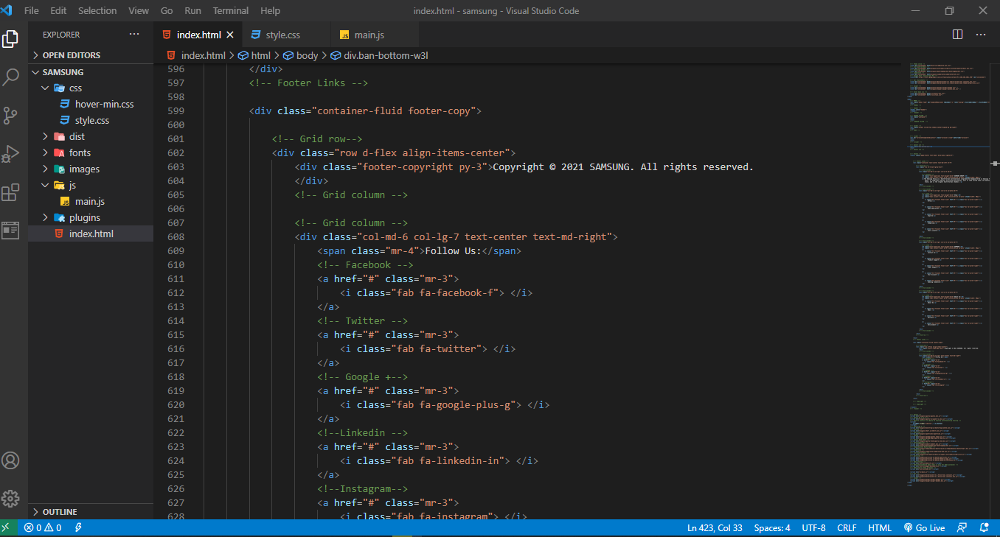 File Edit Selection View Go Run Terminal Help index.html - samsung - Visual Studio Code
EXPLORER ···
index.html × style.css main.js ···
OPEN EDITORS
index.html > html > body > div.ban-bottom-w3l
SAMSUNG
css
hover-min.css
style.css
dist
fonts
images
js
main.js
plugins
index.html
OUTLINE
596 </div>
597 <!-- Footer Links -->
598
599 <div class="container-fluid footer-copy">
600
601 <!-- Grid row-->
602 <div class="row d-flex align-items-center">
603 <div class="footer-copyright py-3">Copyright © 2021 SAMSUNG. All rights reserved.
604 </div>
605 <!-- Grid column -->
606
607 <!-- Grid column -->
608 <div class="col-md-6 col-lg-7 text-center text-md-right">
609 <span class="mr-4">Follow Us:</span>
610 <!-- Facebook -->
611 <a href="#" class="mr-3">
612 <i class="fab fa-facebook-f"> </i>
613 </a>
614 <!-- Twitter -->
615 <a href="#" class="mr-3">
616 <i class="fab fa-twitter"> </i>
617 </a>
618 <!-- Google +-->
619 <a href="#" class="mr-3">
620 <i class="fab fa-google-plus-g"> </i>
621 </a>
622 <!--Linkedin -->
623 <a href="#" class="mr-3">
624 <i class="fab fa-linkedin-in"> </i>
625 </a>
626 <!--Instagram-->
627 <a href="#" class="mr-3">
628 <i class="fab fa-instagram"> </i>
0 0 Ln 423, Col 33 Spaces: 4 UTF-8 CRLF HTML Go Live